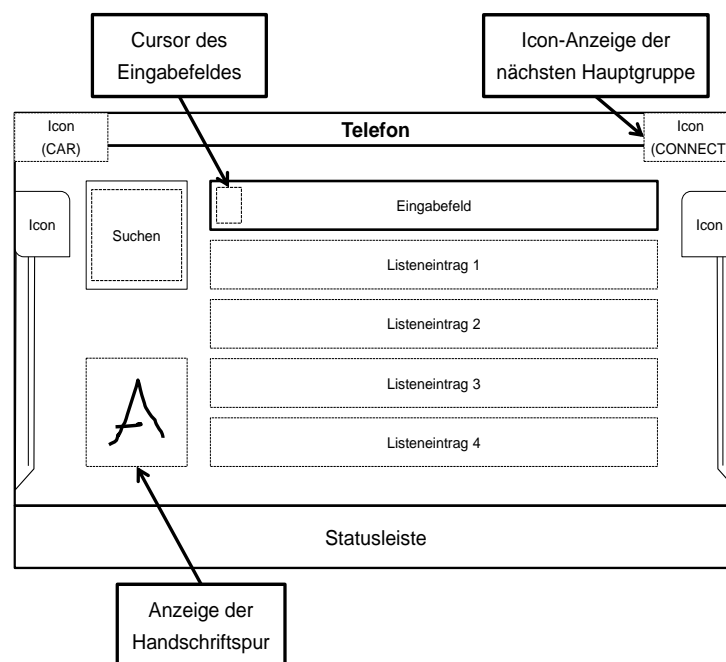 Cursor des
Eingabefeldes
Icon-Anzeige der
nächsten Hauptgruppe
Icon
(CAR)
Telefon
Icon
(CONNECT
Icon
Suchen
Eingabefeld
Icon
Listeneintrag 1
Listeneintrag 2
Listeneintrag 3
A
Listeneintrag 4
Statusleiste
Anzeige der
Handschriftspur